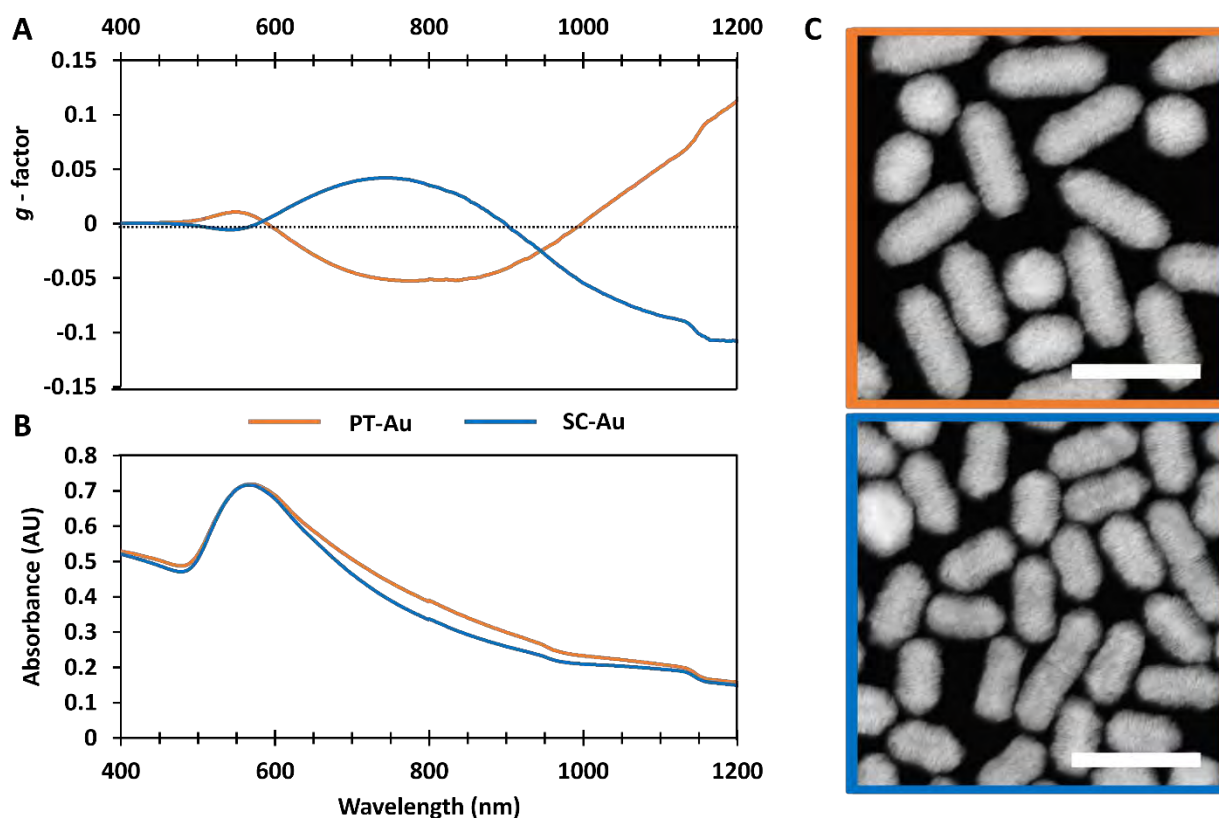 A
C
400 600 800 1000 1200
0.15
0.1
0.05
0
-0.05
-0.1
-0.15
g - factor
B
PT-Au SC-Au
0.8
0.7
0.6
0.5
0.4
0.3
0.2
0.1
0
Absorbance (AU)
400 600 800 1000 1200
Wavelength (nm)